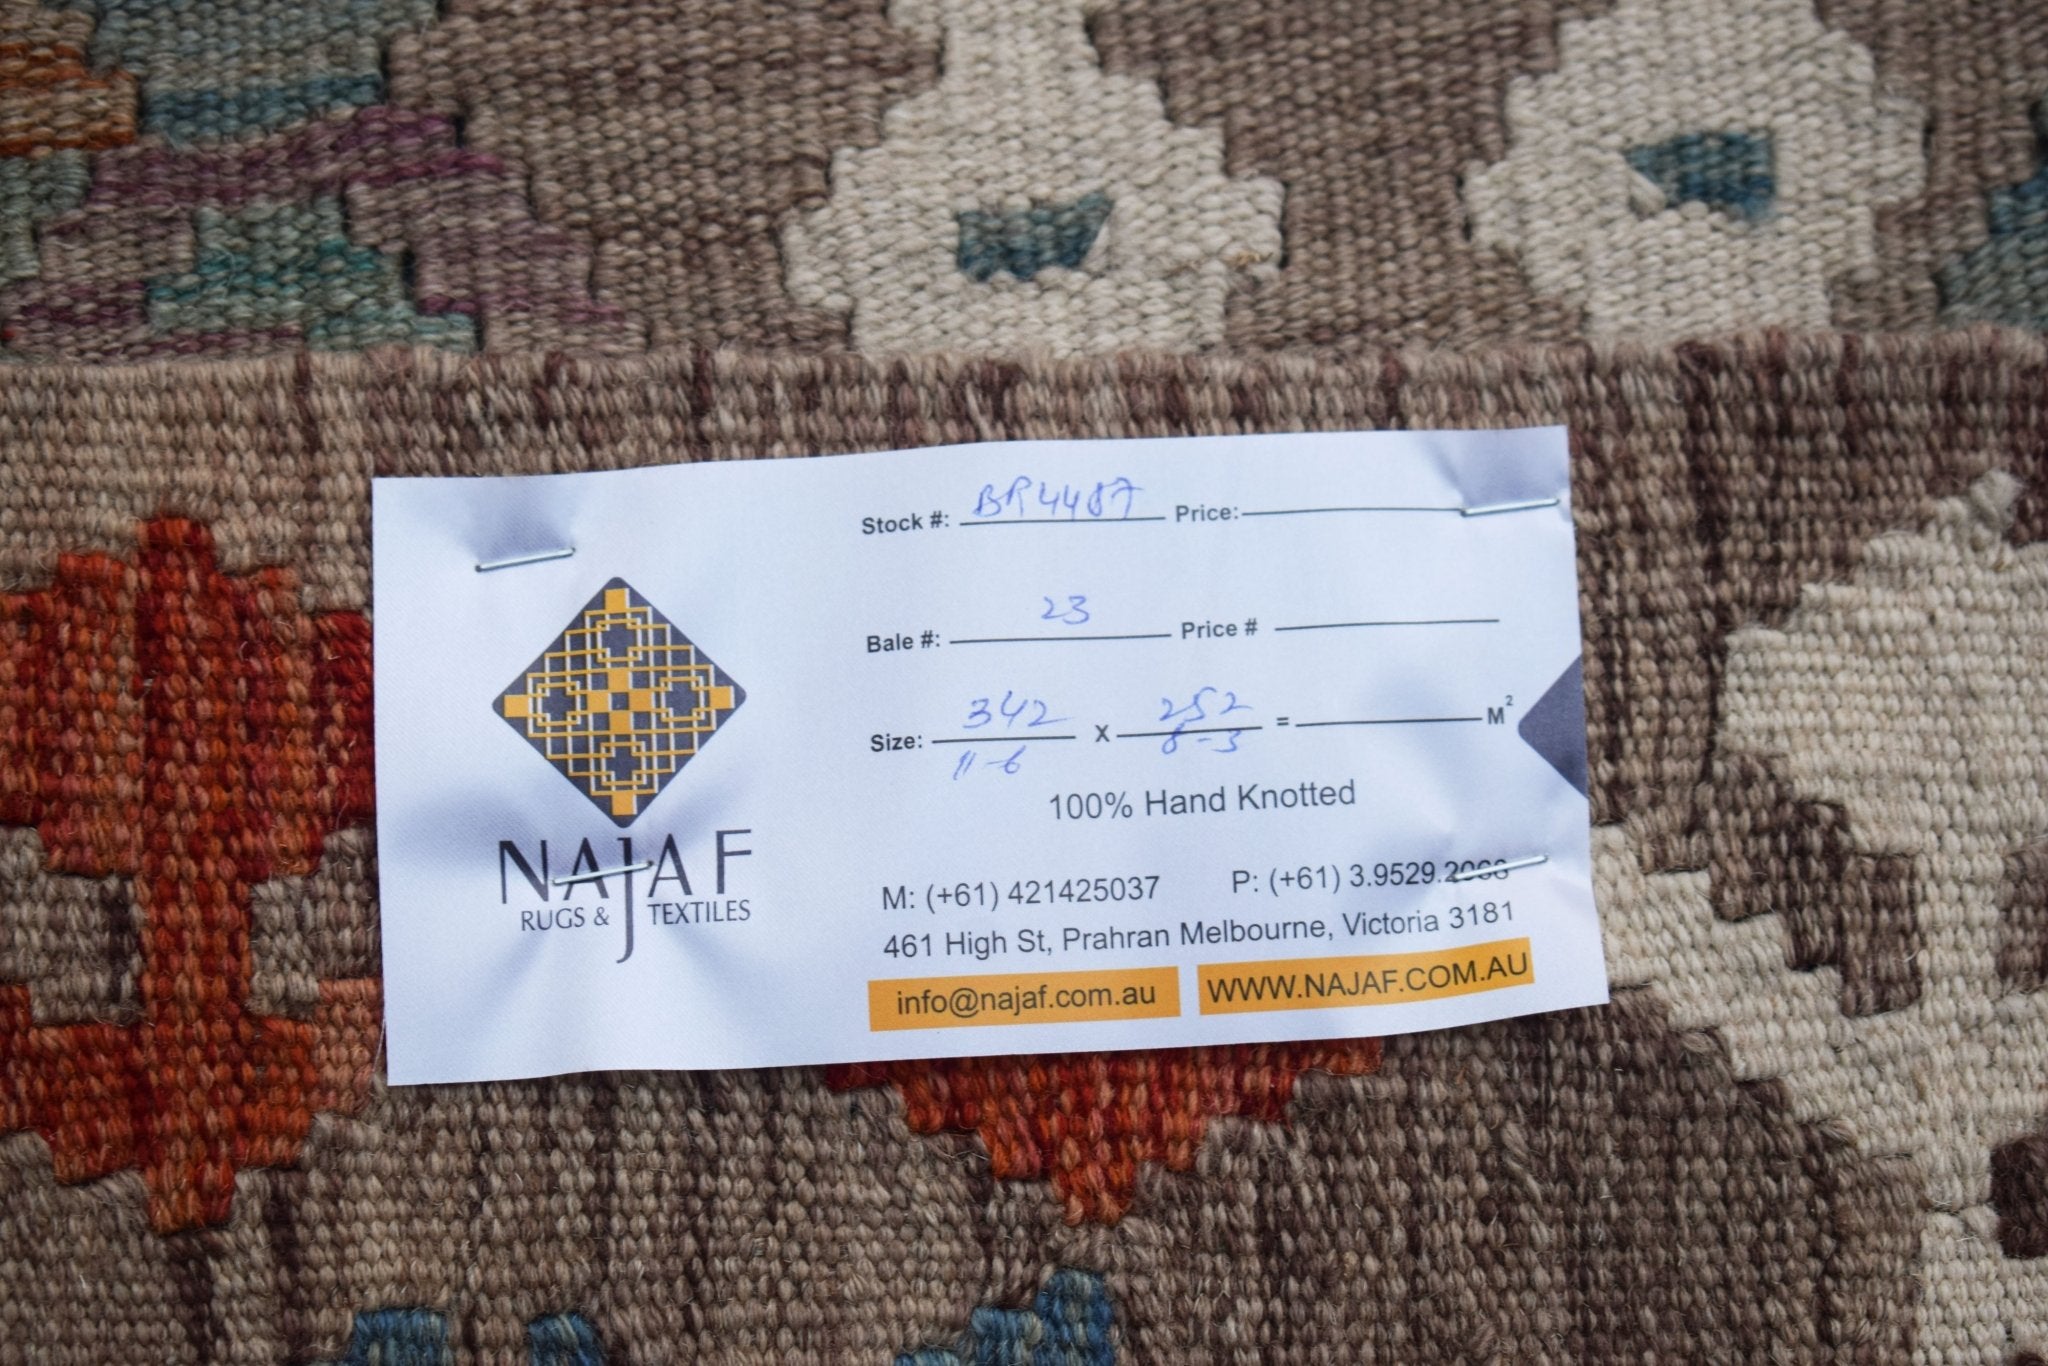 Stock #: BR4487 Price:
Bale #: 23 Price #
Size: 342 X 252 = M²
11-6 8-3
100% Hand Knotted
NAJAF
RUGS & TEXTILES
M: (+61) 421425037 P: (+61) 3.9529.2068
461 High St, Prahran Melbourne, Victoria 3181
info@najaf.com.au WWW.NAJAF.COM.AU